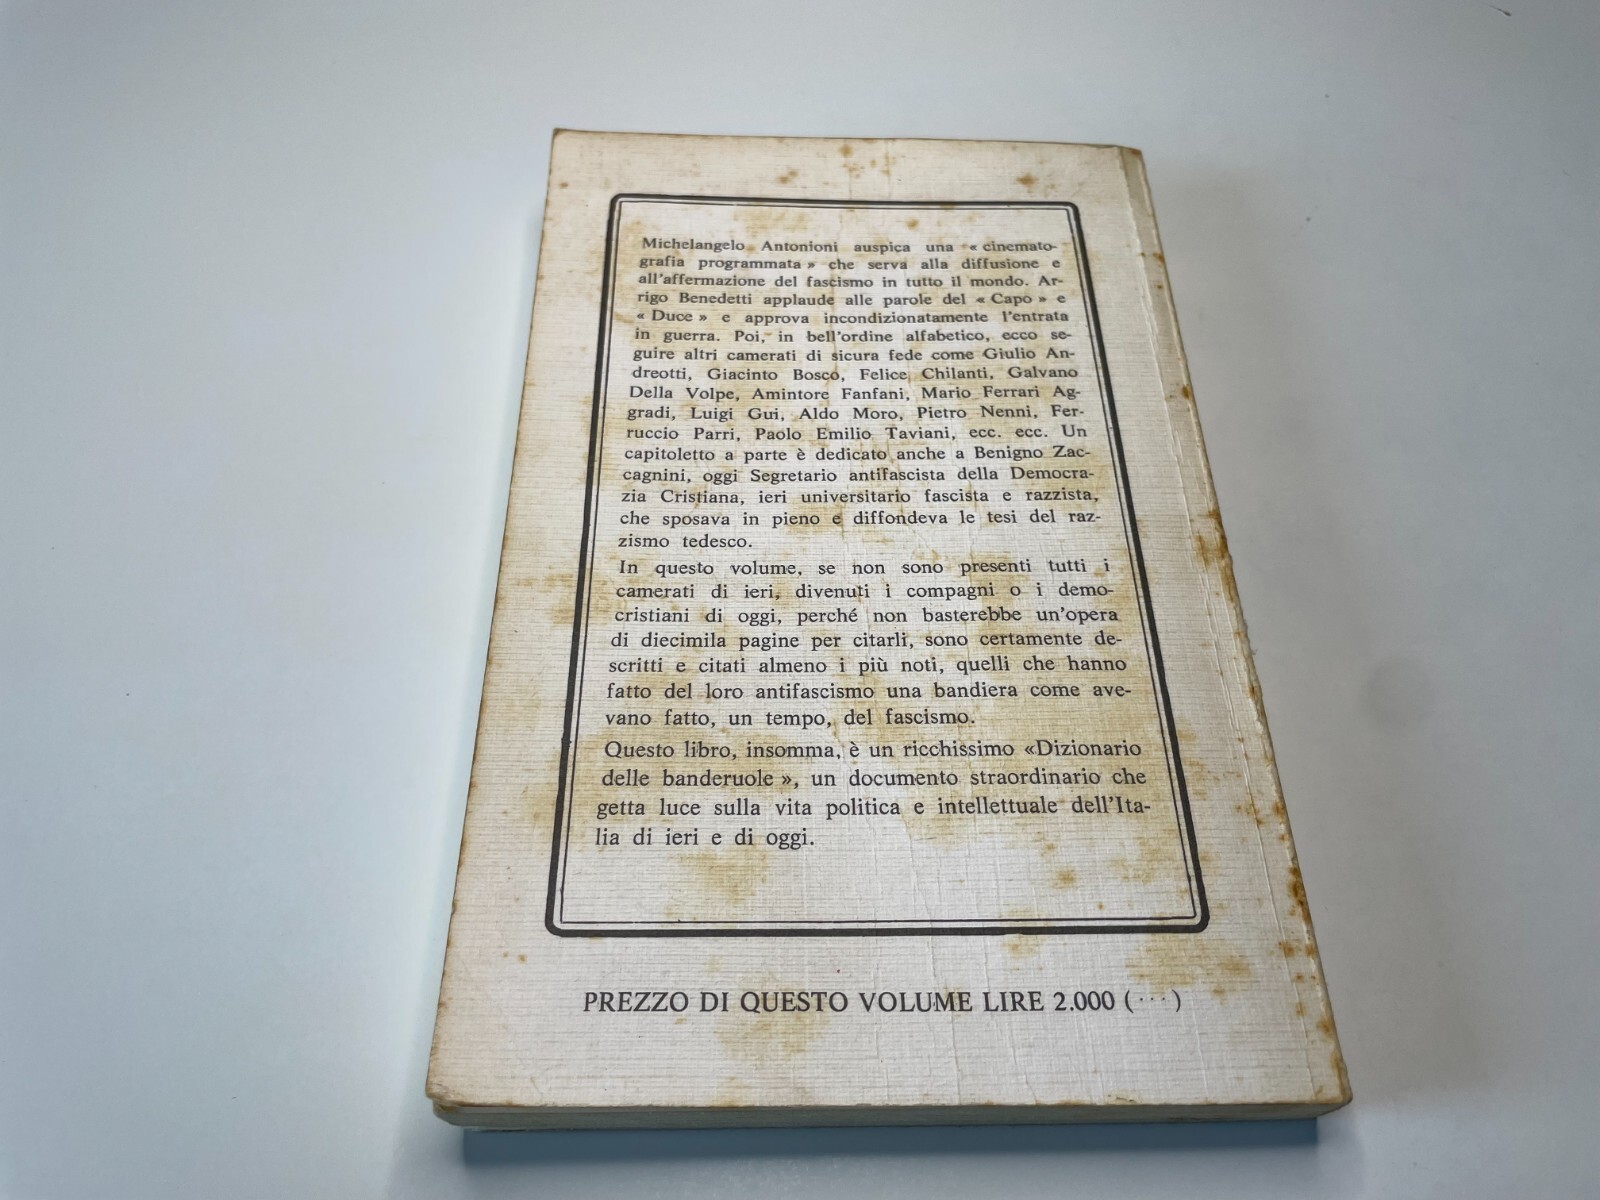 Michelangelo Antonioni auspica una « cinemato-
grafia programmata » che serva alla diffusione e
all'affermazione del fascismo in tutto il mondo. Ar-
rigo Benedetti applaude alle parole del « Capo » e
« Duce » e approva incondizionatamente l'entrata
in guerra. Poi, in bell'ordine alfabetico, ecco se-
guire altri camerati di sicura fede come Giulio An-
dreotti, Giacinto Bosco, Felice Chilanti, Galvano
Della Volpe, Amintore Fanfani, Mario Ferrari Ag-
gradi, Luigi Gui, Aldo Moro, Pietro Nenni, Fer-
ruccio Parri, Paolo Emilio Taviani, ecc. ecc. Un
capitoletto a parte è dedicato anche a Benigno Zac-
cagnini, oggi Segretario antifascista della Democra-
zia Cristiana, ieri universitario fascista e razzista,
che sposava in pieno e diffondeva le tesi del raz-
zismo tedesco.
In questo volume, se non sono presenti tutti i
camerati di ieri, divenuti i compagni o i demo-
cristiani di oggi, perché non basterebbe un'opera
di diecimila pagine per citarli, sono certamente de-
scritti e citati almeno i più noti, quelli che hanno
fatto del loro antifascismo una bandiera come ave-
vano fatto, un tempo, del fascismo.
Questo libro, insomma, è un ricchissimo «Dizionario
delle banderuole », un documento straordinario che
getta luce sulla vita politica e intellettuale dell'Ita-
lia di ieri e di oggi.
PREZZO DI QUESTO VOLUME LIRE 2.000 (···)